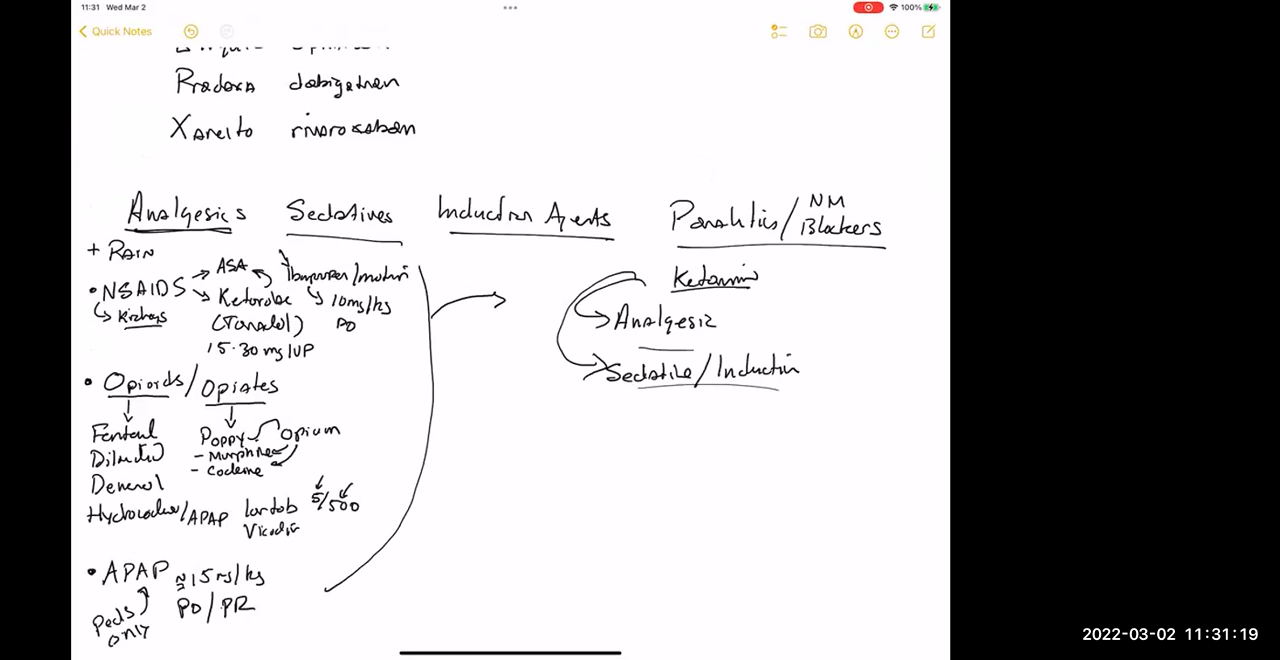 11:31 Wed Mar 2
100%
Quick Notes
Pradaxa dabigatran
Xarelto rivaroxaban
Analgesics Sedatives Induction Agents Paralytics/NM Blockers
+ PAIN
• NSAIDS → ASA Ibuprofen/motrin
↳ Kidneys Ketorolac 10mg/kg
(Toradol) PO
15-30 mg IVP
• Opioids/Opiates
Fentanyl Poppy Opium
Dilaudid - Morphine
Demerol - Codeine
Hydrocodone/APAP Lortab 5/500
Vicodin
• APAP ≈15mg/kg
Peds only PO/PR
Ketamine
Analgesia
Sedative/Induction
2022-03-02 11:31:19